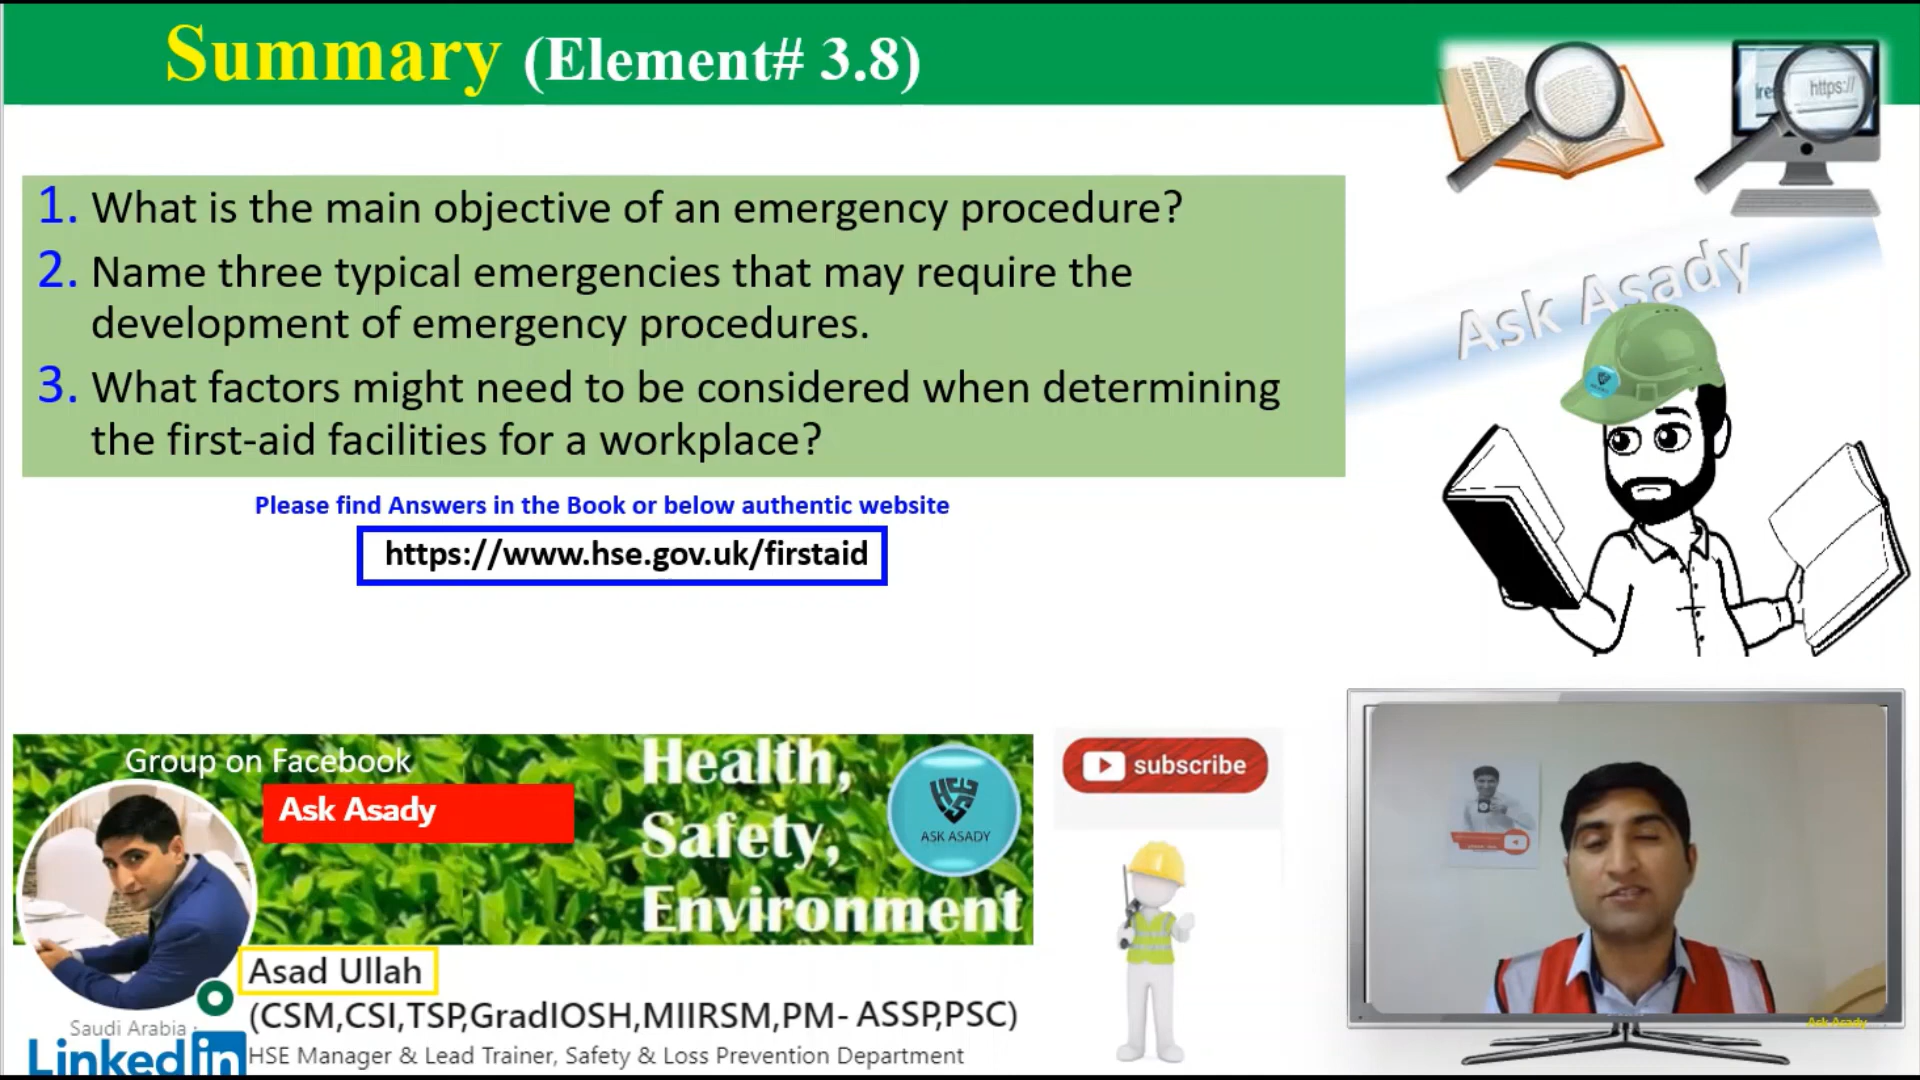 Summary (Element# 3.8)
https://
1. What is the main objective of an emergency procedure?
2. Name three typical emergencies that may require the
development of emergency procedures.
3. What factors might need to be considered when determining
the first-aid facilities for a workplace?
Ask Asady
Please find Answers in the Book or below authentic website
https://www.hse.gov.uk/firstaid
Group on Facebook
Ask Asady
Health,
Safety,
Environment
ASK ASADY
subscribe
Asad Ullah
(CSM,CSI,TSP,GradIOSH,MIIRSM,PM-ASSP,PSC)
Saudi Arabia
LinkedIn
HSE Manager & Lead Trainer, Safety & Loss Prevention Department
Ask Asady